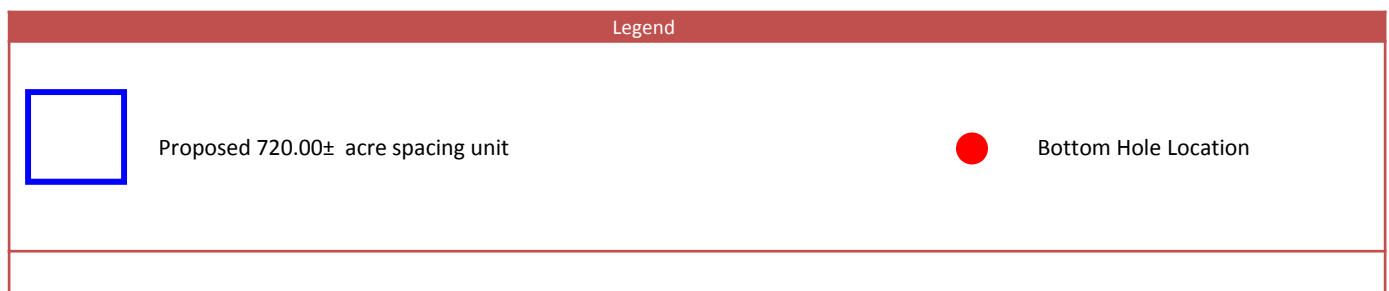 Legend
Proposed 720.00± acre spacing unit
Bottom Hole Location